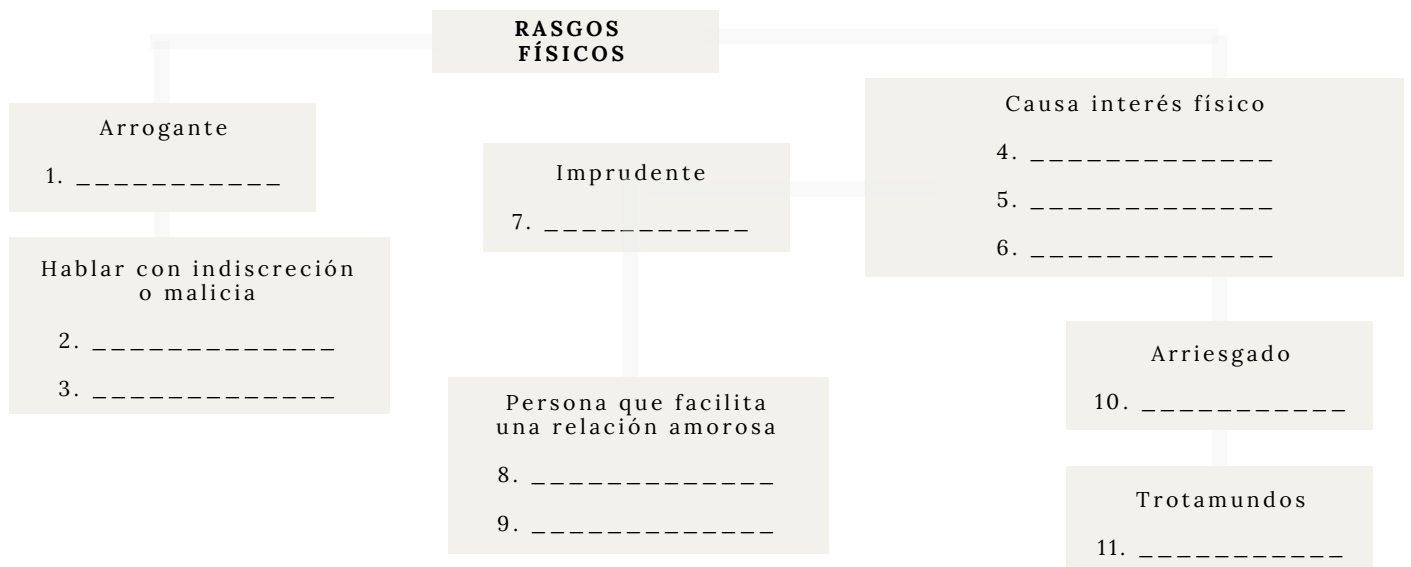 RASGOS
FÍSICOS
Arrogante
1. ___________
Hablar con indiscreción
o malicia
2. _____________
3. _____________
Causa interés físico
4. _____________
5. _____________
6. _____________
Imprudente
7. ___________
Persona que facilita
una relación amorosa
8. _____________
9. _____________
Arriesgado
10. ___________
Trotamundos
11. ___________